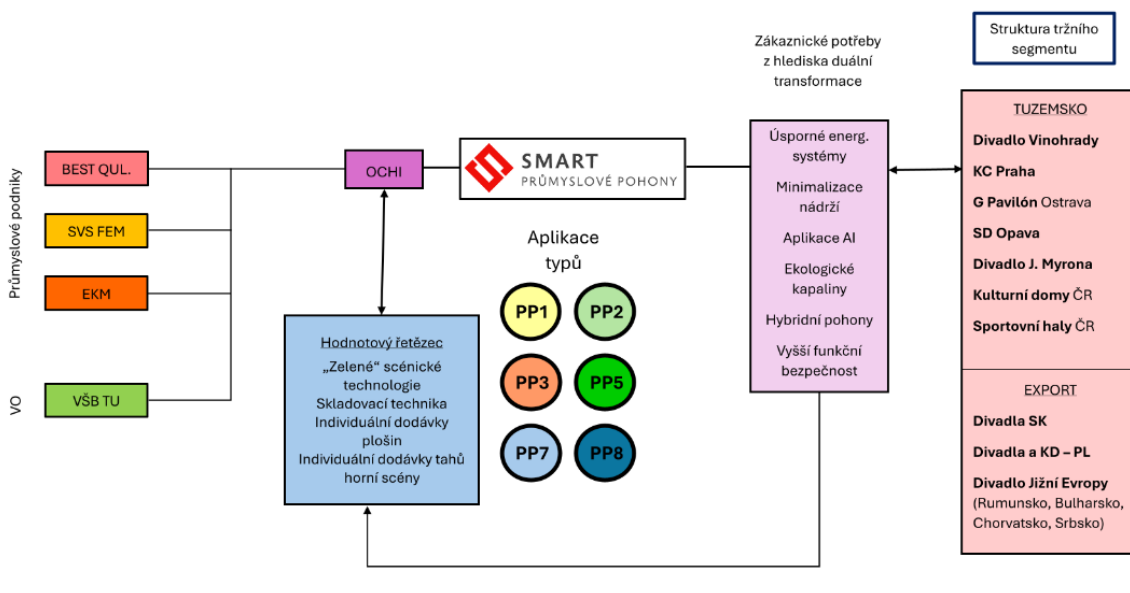 Průmyslové podniky
VO
BEST QUL.
SVS FEM
EKM
VŠB TU
OCHI
Hodnotový řetězec
„Zelené“ scénické
technologie
Skladovací technika
Individuální dodávky
plošin
Individuální dodávky tahů
horní scény
SMART
PRŮMYSLOVÉ POHONY
Aplikace
typů
PP1
PP2
PP3
PP5
PP7
PP8
Zákaznické potřeby
z hlediska duální
transformace
Úsporné energ.
systémy
Minimalizace
nádrží
Aplikace AI
Ekologické
kapaliny
Hybridní pohony
Vyšší funkční
bezpečnost
Struktura tržního
segmentu
TUZEMSKO
Divadlo Vinohrady
KC Praha
G Pavilón Ostrava
SD Opava
Divadlo J. Myrona
Kulturní domy ČR
Sportovní haly ČR
EXPORT
Divadla SK
Divadla a KD – PL
Divadlo Jižní Evropy
(Rumunsko, Bulharsko,
Chorvatsko, Srbsko)